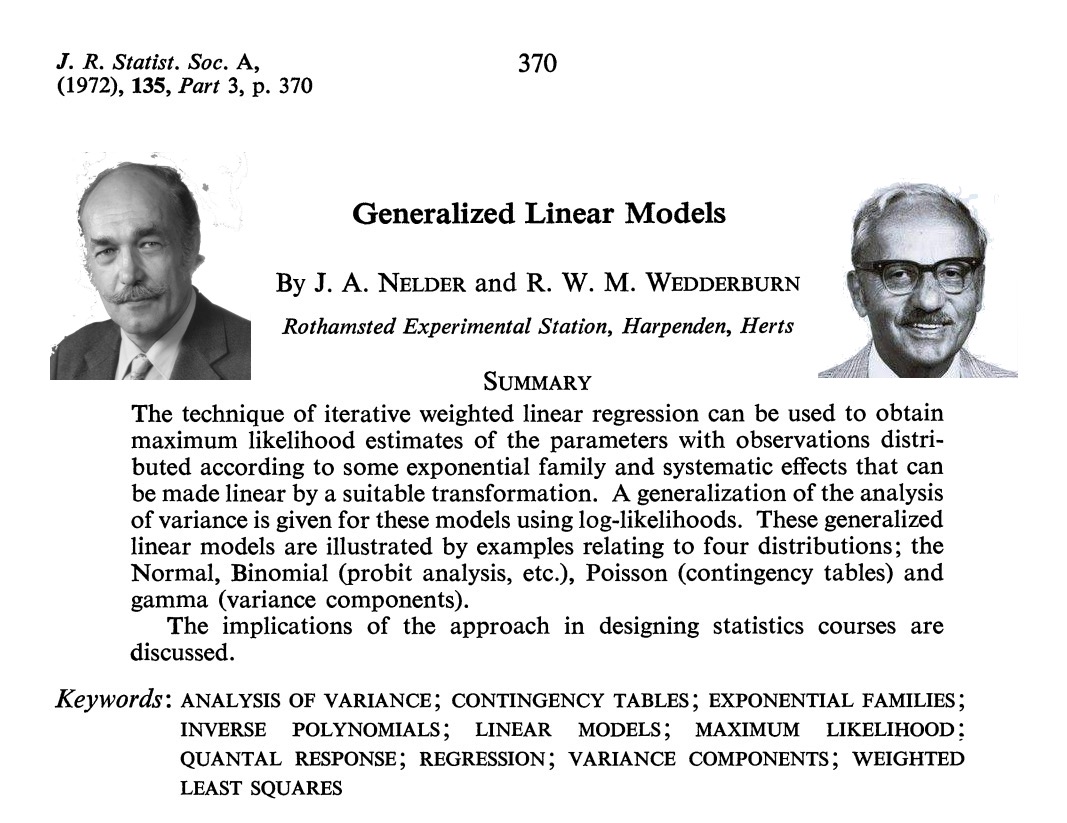 J. R. Statist. Soc. A,
370
(1972), 135, Part 3, p. 370
Generalized Linear Models
By J. A. NELDER and R. W. M. WEDDERBURN
Rothamsted Experimental Station, Harpenden, Herts
SUMMARY
The technique of iterative weighted linear regression can be used to obtain
maximum likelihood estimates of the parameters with observations distri-
buted according to some exponential family and systematic effects that can
be made linear by a suitable transformation. A generalization of the analysis
of variance is given for these models using log-likelihoods. These generalized
linear models are illustrated by examples relating to four distributions; the
Normal, Binomial (probit analysis, etc.), Poisson (contingency tables) and
gamma (variance components).
The implications of the approach in designing statistics courses are
discussed.
Keywords: ANALYSIS OF VARIANCE; CONTINGENCY TABLES; EXPONENTIAL FAMILIES;
INVERSE POLYNOMIALS; LINEAR MODELS; MAXIMUM LIKELIHOOD;
QUANTAL RESPONSE; REGRESSION; VARIANCE COMPONENTS; WEIGHTED
LEAST SQUARES